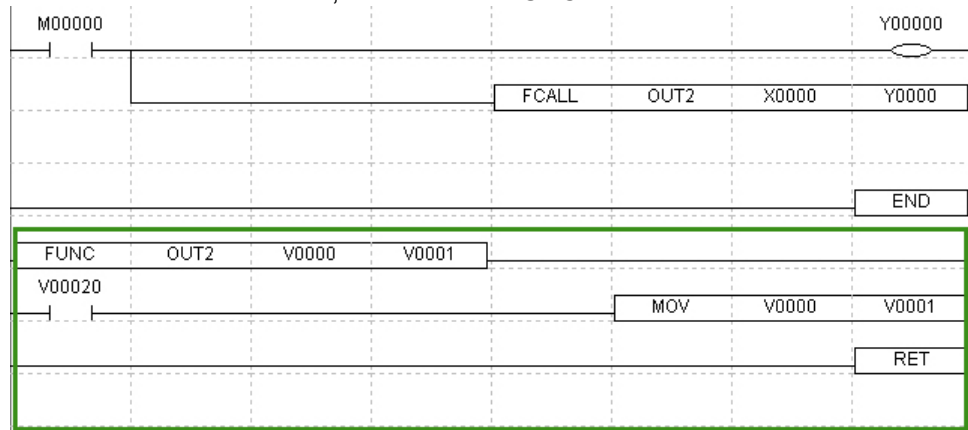 M00000 Y00000
FCALL OUT2 X0000 Y0000
END
FUNC OUT2 V0000 V0001
V00020
MOV V0000 V0001
RET